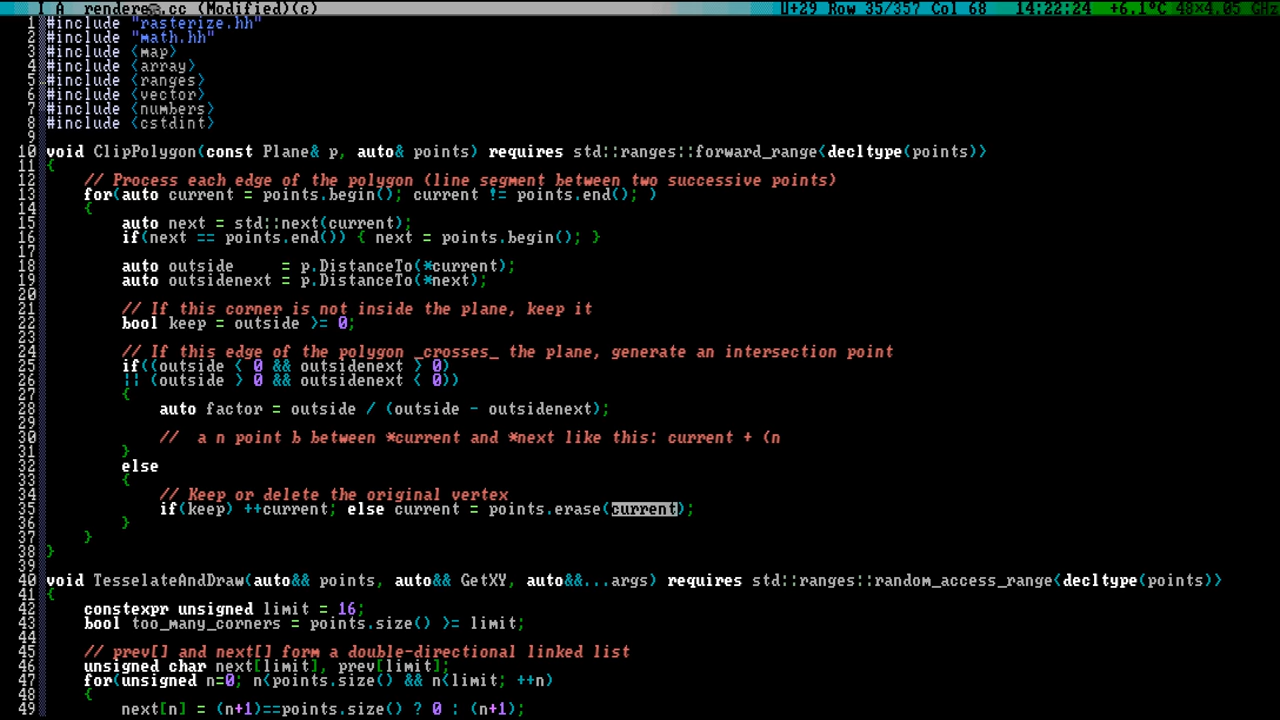 I A rendere .cc (Modified)(c) U+29 Row 35/357 Col 68 14:22:24 +6.1°C 48×4.05 GHz
1 #include "rasterize.hh"
2 #include "math.hh"
3 #include <map>
4 #include <array>
5 #include <ranges>
6 #include <vector>
7 #include <numbers>
8 #include <cstdint>
9
10 void ClipPolygon(const Plane& p, auto& points) requires std::ranges::forward_range<decltype(points)>
11 {
12 // Process each edge of the polygon (line segment between two successive points)
13 for(auto current = points.begin(); current != points.end(); )
14 {
15 auto next = std::next(current);
16 if(next == points.end()) { next = points.begin(); }
17
18 auto outside     = p.DistanceTo(*current);
19 auto outsidenext = p.DistanceTo(*next);
20
21 // If this corner is not inside the plane, keep it
22 bool keep = outside >= 0;
23
24 // If this edge of the polygon _crosses_ the plane, generate an intersection point
25 if((outside < 0 && outsidenext > 0)
26 || (outside > 0 && outsidenext < 0))
27 {
28 auto factor = outside / (outside - outsidenext);
29
30 //  a n point b between *current and *next like this: current + (n
31 }
32 else
33 {
34 // Keep or delete the original vertex
35 if(keep) ++current; else current = points.erase(current);
36 }
37 }
38 }
39
40 void TesselateAndDraw(auto&& points, auto&& GetXY, auto&&...args) requires std::ranges::random_access_range<decltype(points)>
41 {
42 constexpr unsigned limit = 16;
43 bool too_many_corners = points.size() >= limit;
44
45 // prev[] and next[] form a double-directional linked list
46 unsigned char next[limit], prev[limit];
47 for(unsigned n=0; n<points.size() && n<limit; ++n)
48 {
49 next[n] = (n+1)==points.size() ? 0 : (n+1);